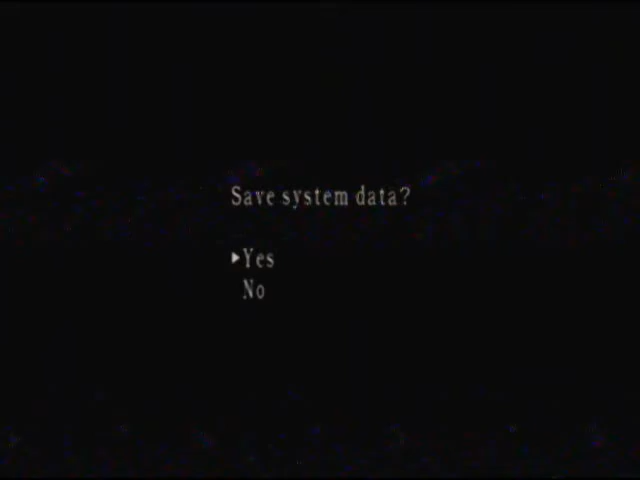 Save system data?
▶Yes
No